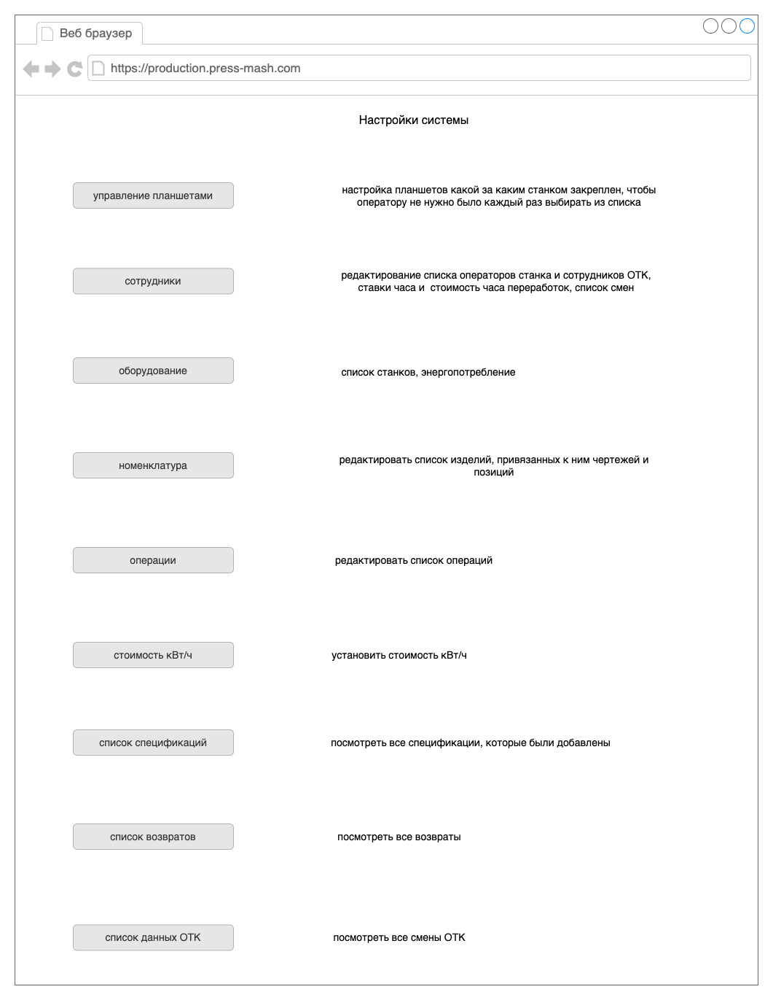 Веб браузер
https://production.press-mash.com
Настройки системы
управление планшетами
настройка планшетов какой за каким станком закреплен, чтобы
оператору не нужно было каждый раз выбирать из списка
сотрудники
редактирование списка операторов станка и сотрудников ОТК,
ставки часа и стоимость часа переработок, список смен
оборудование
список станков, энергопотребление
номенклатура
редактировать список изделий, привязанных к ним чертежей и
позиций
операции
редактировать список операций
стоимость кВт/ч
установить стоимость кВт/ч
список спецификаций
посмотреть все спецификации, которые были добавлены
список возвратов
посмотреть все возвраты
список данных ОТК
посмотреть все смены ОТК